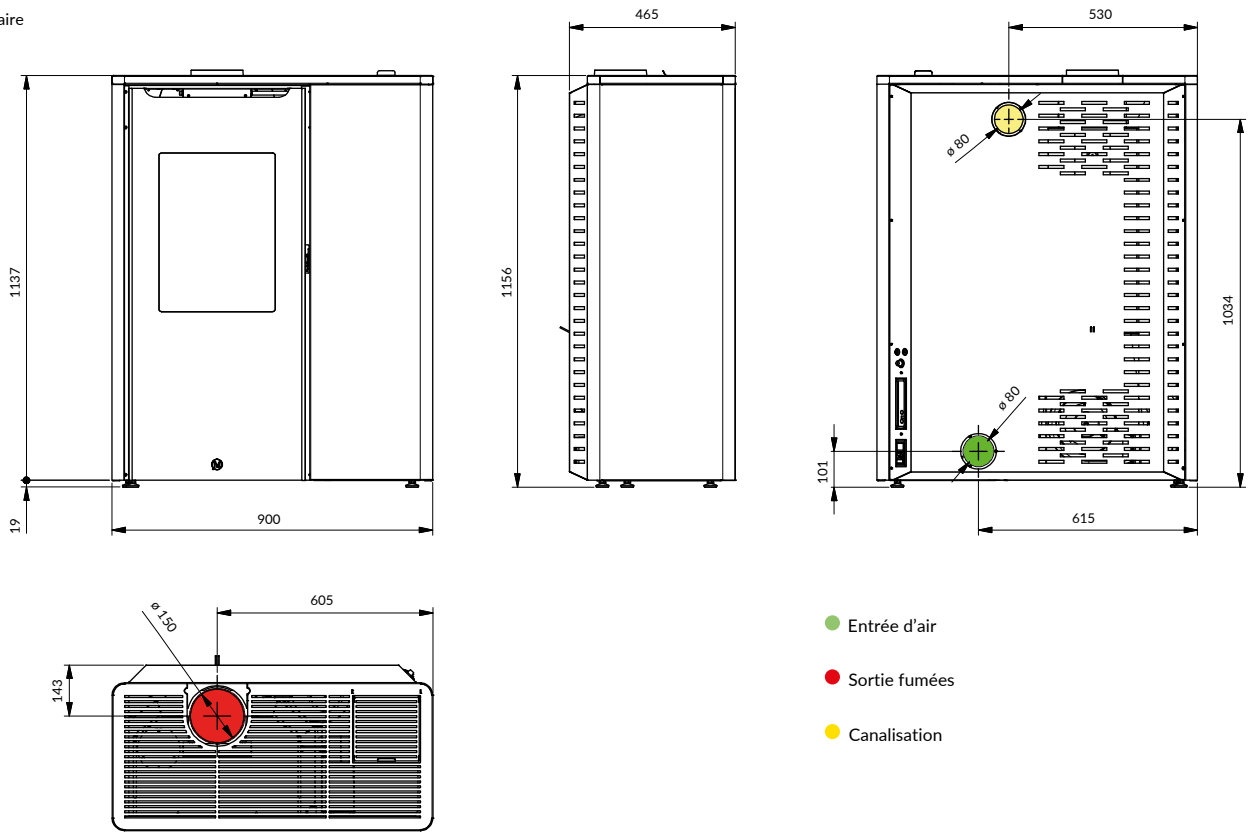 aire
465
530
ø 80
1137
1156
1034
ø 80
101
19
900
615
605
ø 150
143
Entrée d'air
Sortie fumées
Canalisation